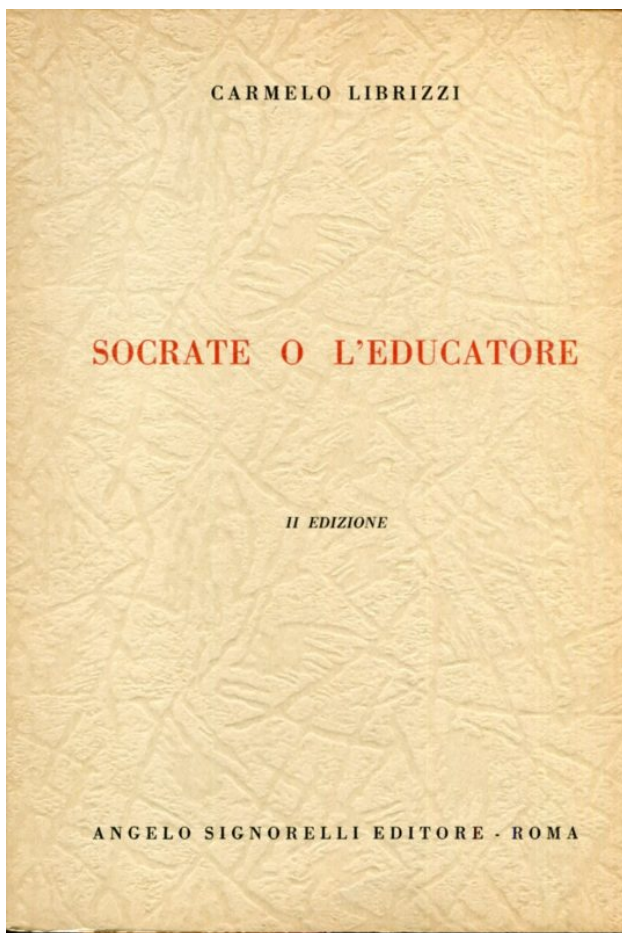 CARMELO LIBRIZZI
SOCRATE O L'EDUCATORE
II EDIZIONE
ANGELO SIGNORELLI EDITORE - ROMA